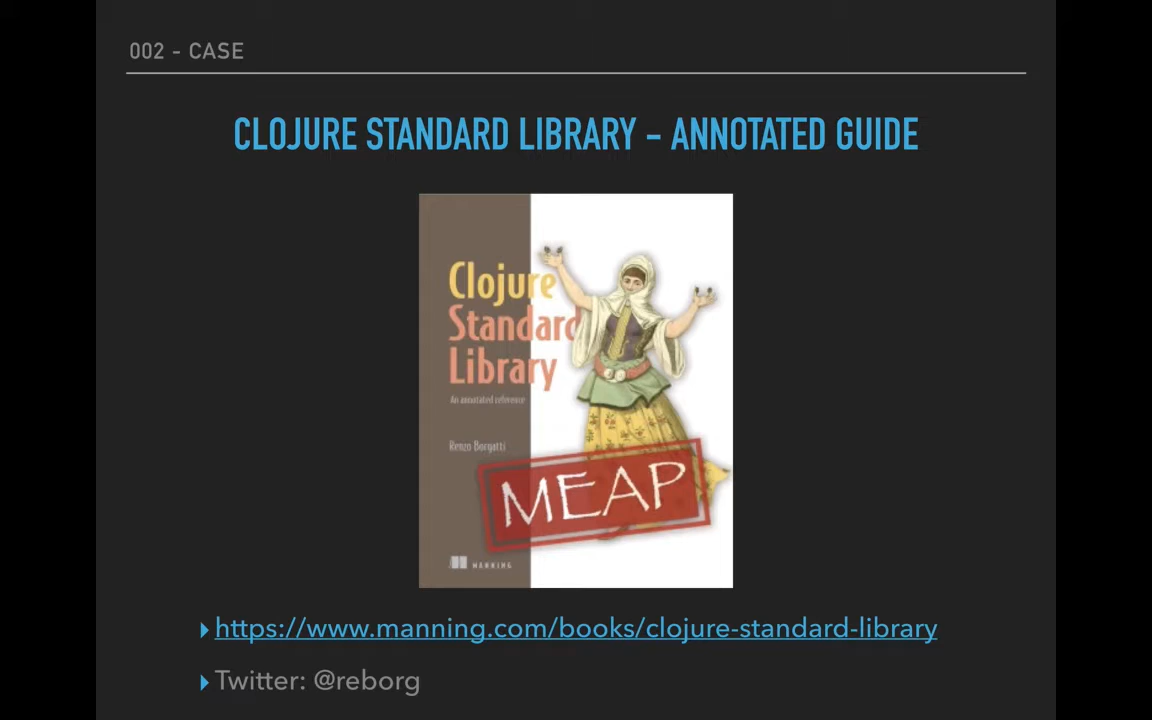 002 - CASE
CLOJURE STANDARD LIBRARY - ANNOTATED GUIDE
Clojure
Standard
Library
An annotated reference
Renzo Borgatti
MEAP
MANNING
https://www.manning.com/books/clojure-standard-library
Twitter: @reborg